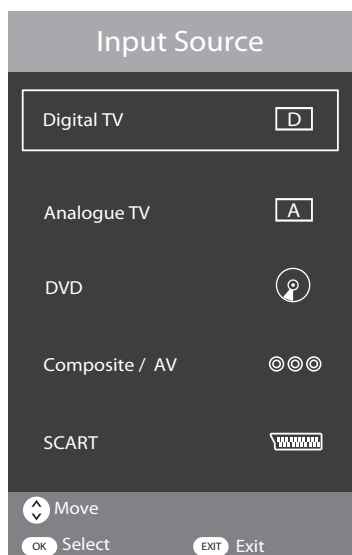 Input Source
Digital TV D
Analogue TV A
DVD
Composite / AV
SCART
Move
OK Select EXIT Exit